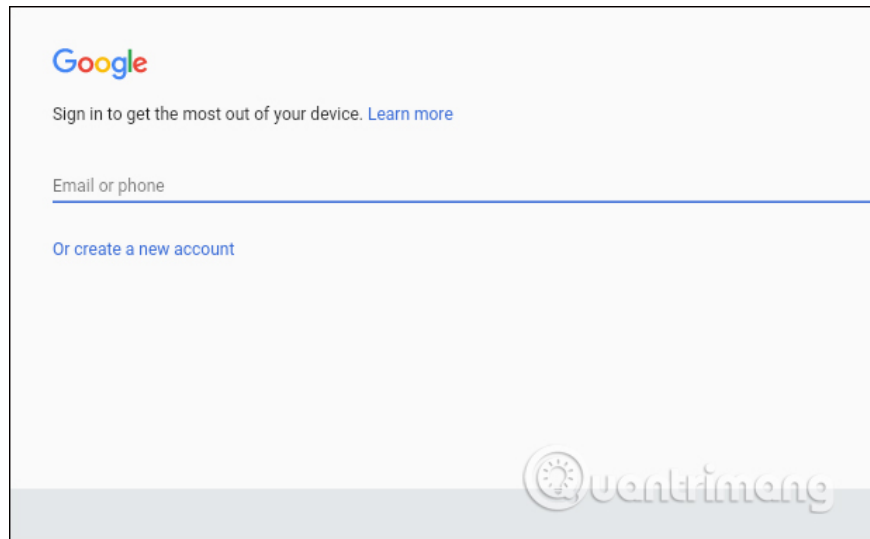 Google
Sign in to get the most out of your device. Learn more
Email or phone
Or create a new account
Quantrimang